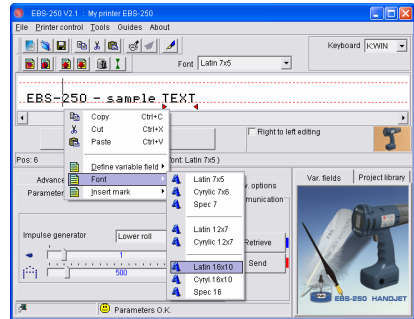 EBS-250 V2.1 : My printer EBS-250
File Printer control Tools Guides About
Keyboard K:WIN
Font Latin 7x5
EBS-250 - sample TEXT
Copy Ctrl+C
Cut Ctrl+X
Paste Ctrl+V
Define variable field
Font
Insert mark
Right to left editing
Pos: 6
ont: Latin 7x5 )
Latin 7x5
Cyrylic 7x6
Spec 7
Latin 12x7
Cyrylic 12x7
Latin 16x10
Cyryl.16x10
Spec 16
Advance
Parameter
v. options
munication
Var. fields
Project library
Impulse generator
Lower roll
1
500
Retrieve
Send
EBS-250 HANDJET
Parameters O.K.